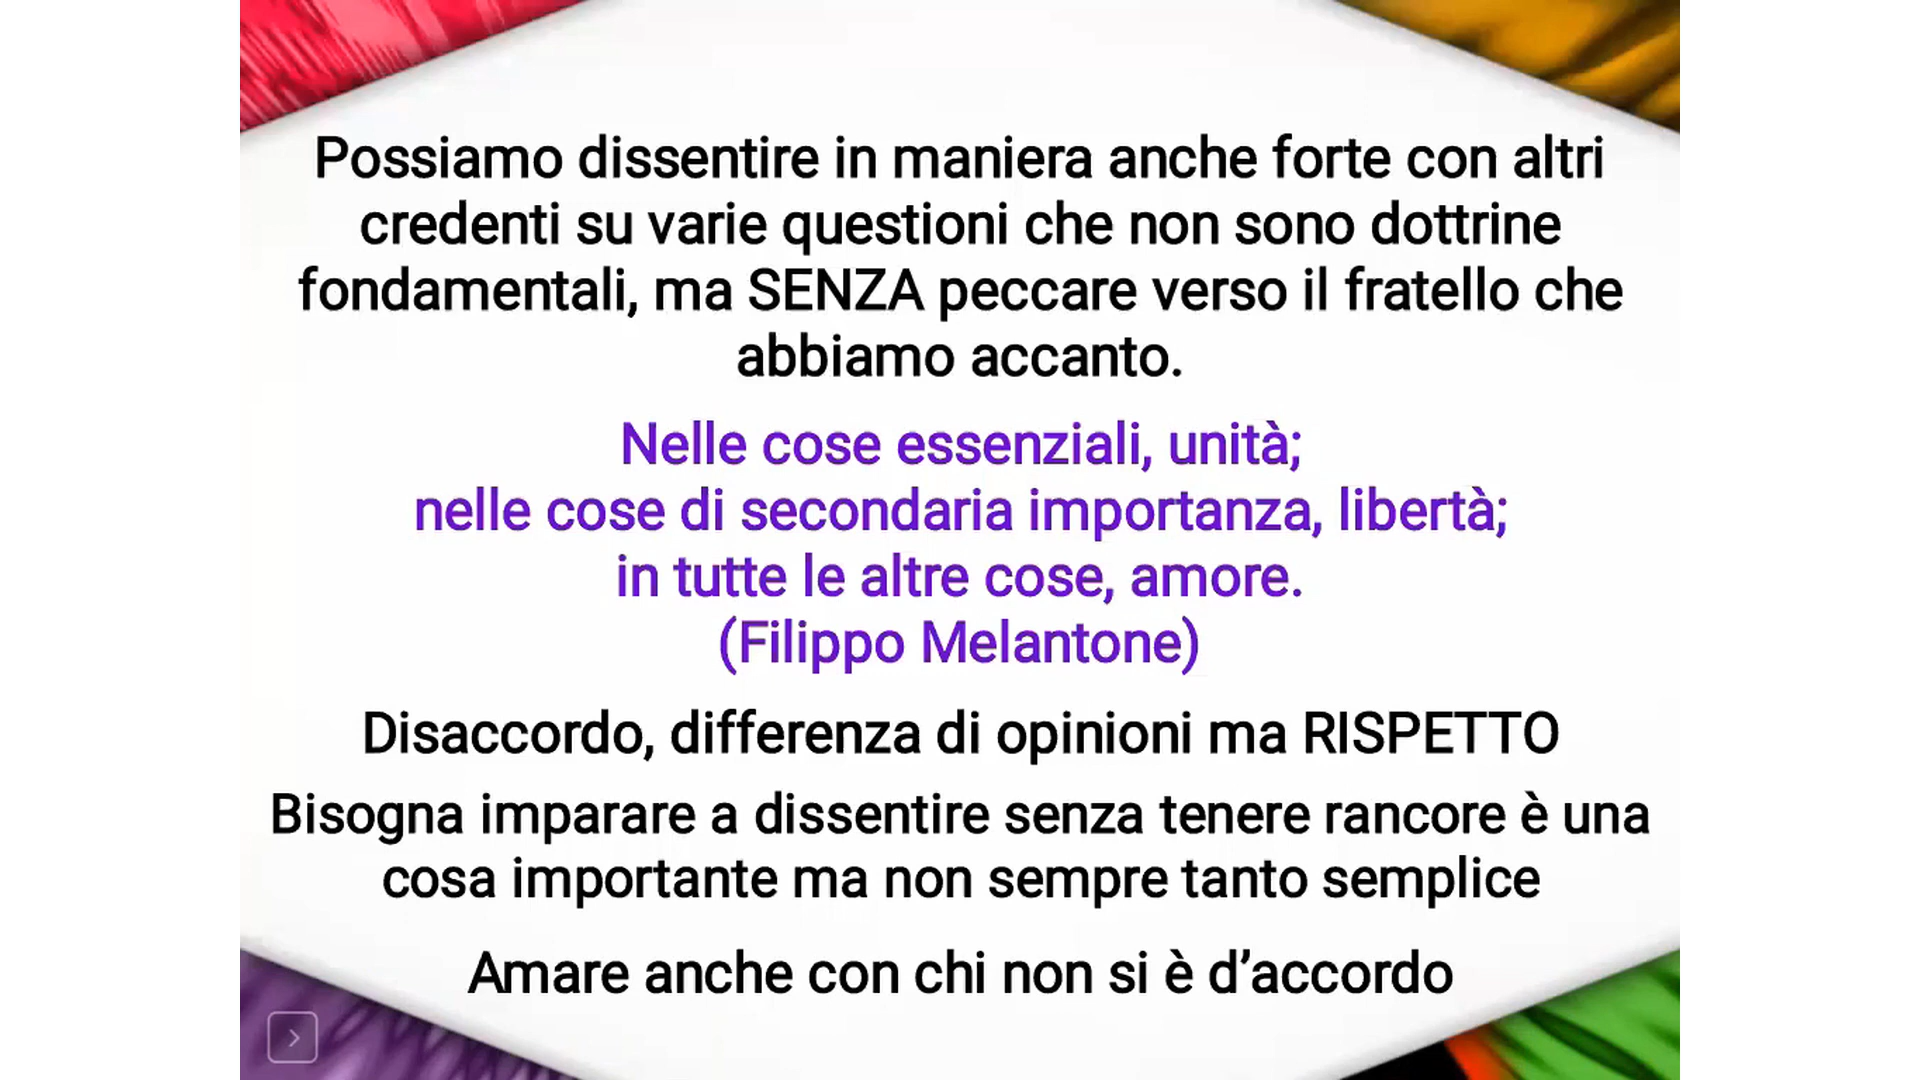 Possiamo dissentire in maniera anche forte con altri
credenti su varie questioni che non sono dottrine
fondamentali, ma SENZA peccare verso il fratello che
abbiamo accanto.
Nelle cose essenziali, unità;
nelle cose di secondaria importanza, libertà;
in tutte le altre cose, amore.
(Filippo Melantone)
Disaccordo, differenza di opinioni ma RISPETTO
Bisogna imparare a dissentire senza tenere rancore è una
cosa importante ma non sempre tanto semplice
Amare anche con chi non si è d’accordo